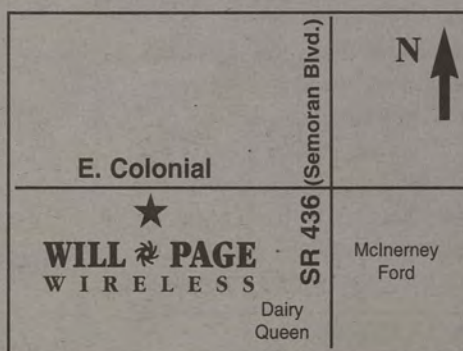 N
SR 436 (Semoran Blvd.)
E. Colonial
WILL PAGE
WIRELESS
McInerney
Ford
Dairy
Queen